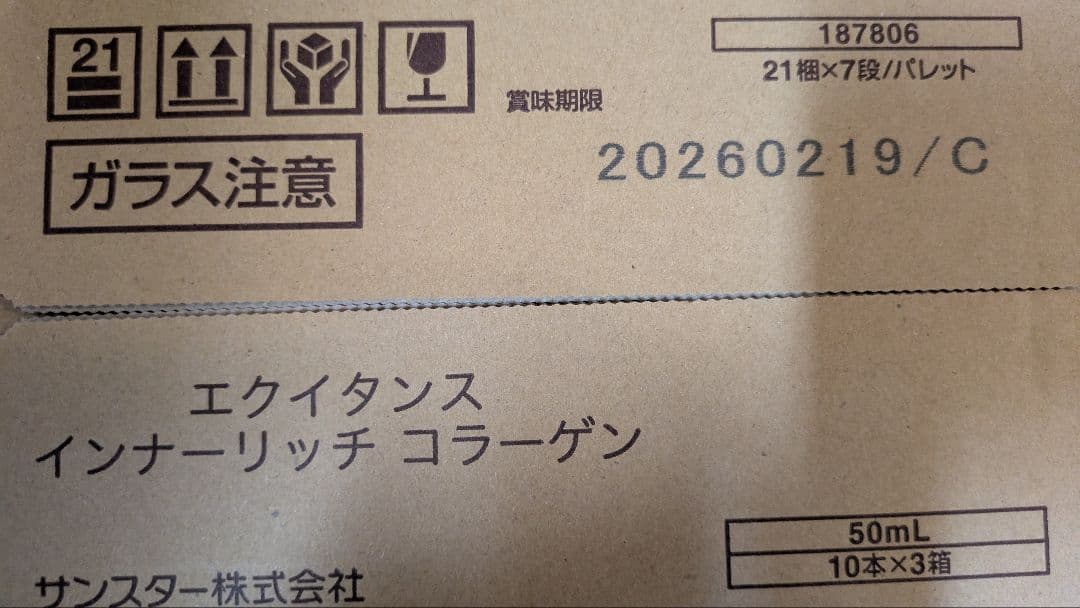 21
187806
21梱×7段/パレット
賞味期限
20260219/C
ガラス注意
エクイタンス
インナーリッチ コラーゲン
50mL
10本×3箱
サンスター株式会社